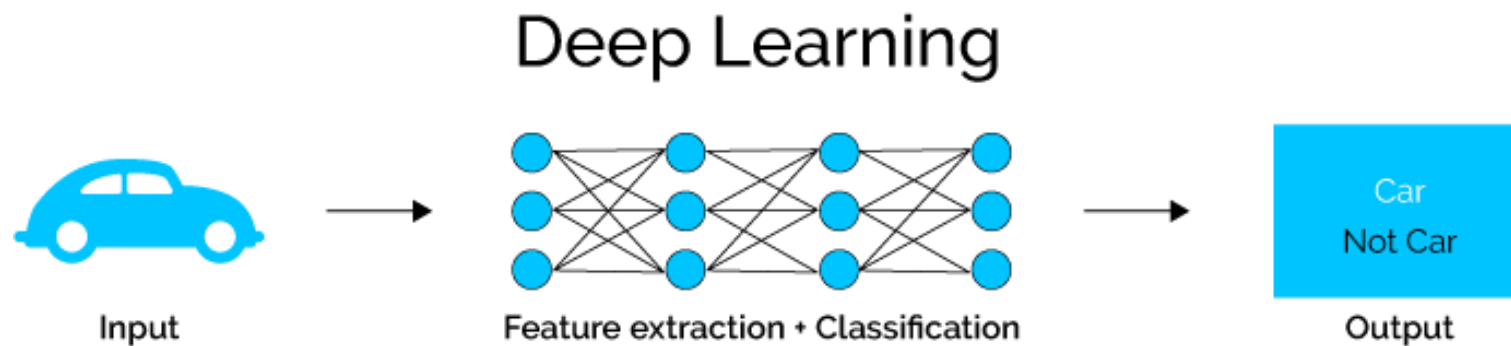 Deep Learning
Car
Not Car
Input
Feature extraction + Classification
Output